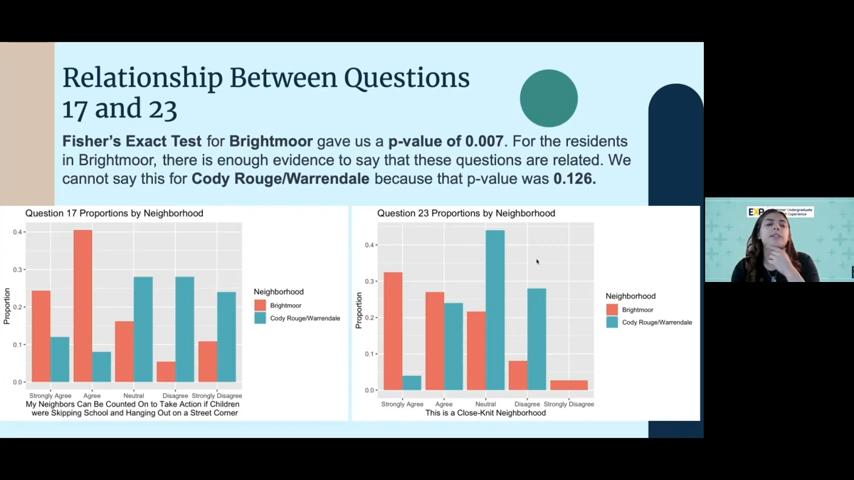 Relationship Between Questions
17 and 23
Fisher's Exact Test for Brightmoor gave us a p-value of 0.007. For the residents
in Brightmoor, there is enough evidence to say that these questions are related. We
cannot say this for Cody Rouge/Warrendale because that p-value was 0.126.
Question 17 Proportions by Neighborhood
Proportion
0.4
0.3
0.2
0.1
0.0
Strongly Agree Agree Neutral Disagree Strongly Disagree
My Neighbors Can Be Counted On to Take Action if Children
were Skipping School and Hanging Out on a Street Corner
Neighborhood
Brightmoor
Cody Rouge/Warrendale
Question 23 Proportions by Neighborhood
Proportion
0.4
0.3
0.2
0.1
0.0
Strongly Agree Agree Neutral Disagree Strongly Disagree
This is a Close-Knit Neighborhood
Neighborhood
Brightmoor
Cody Rouge/Warrendale
Undergraduate
Experience